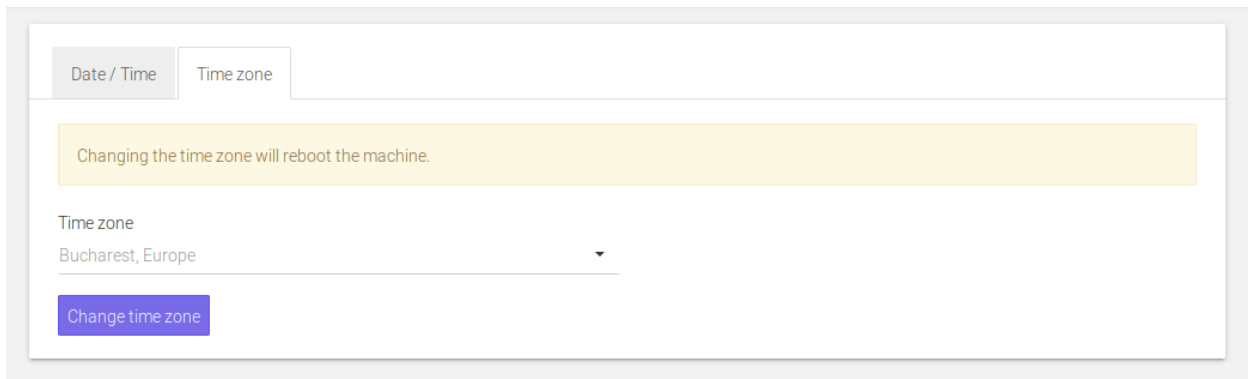 Date / Time
Time zone
Changing the time zone will reboot the machine.
Time zone
Bucharest, Europe
Change time zone